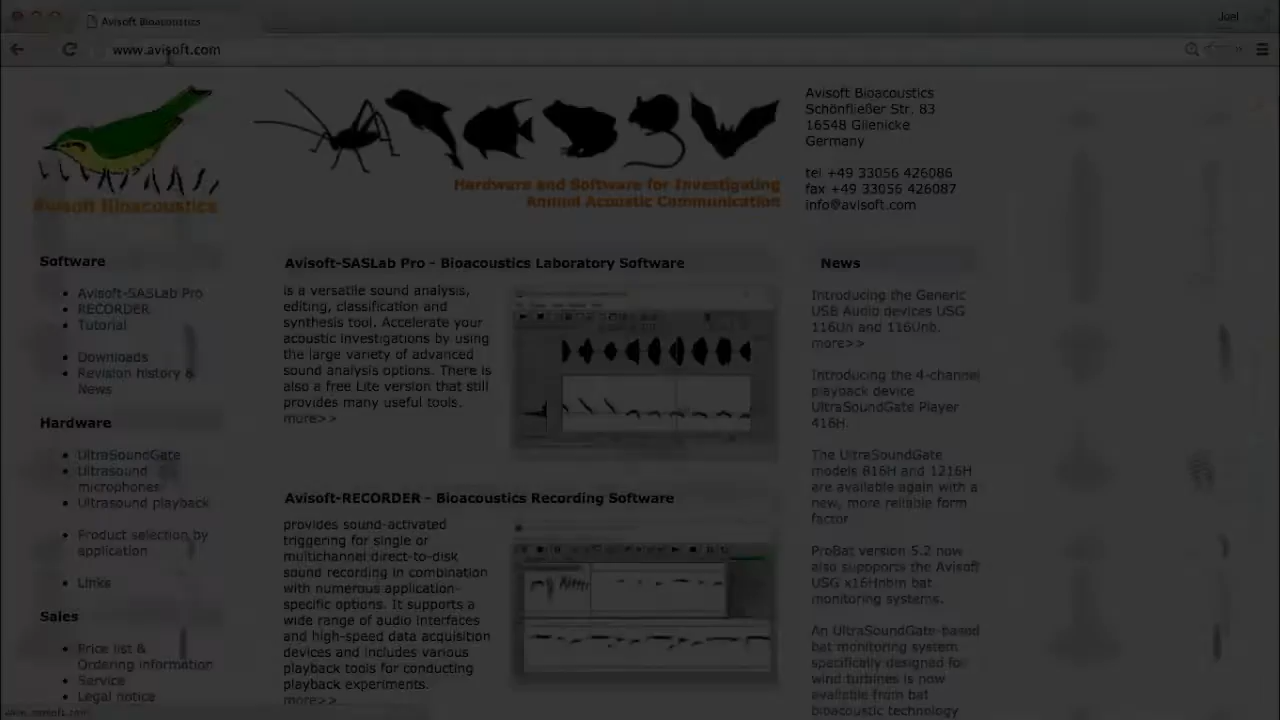 Avisoft Bioacoustics
Joel
www.avisoft.com
Avisoft Bioacoustics
Hardware and Software for Investigating
Animal Acoustic Communication
Avisoft Bioacoustics
Schönfließer Str. 83
16548 Glienicke
Germany
tel +49 33056 426086
fax +49 33056 426087
info@avisoft.com
Software
Avisoft-SASLab Pro
RECORDER
Tutorial
Downloads
Revision history &
News
Hardware
UltraSoundGate
Ultrasound
microphones
Ultrasound playback
Product selection by
application
Links
Sales
Price list &
Ordering information
Service
Legal notice
Avisoft-SASLab Pro - Bioacoustics Laboratory Software
is a versatile sound analysis,
editing, classification and
synthesis tool. Accelerate your
acoustic investigations by using
the large variety of advanced
sound analysis options. There is
also a free Lite version that still
provides many useful tools.
more>>
Avisoft-RECORDER - Bioacoustics Recording Software
provides sound-activated
triggering for single or
multichannel direct-to-disk
sound recording in combination
with numerous application-
specific options. It supports a
wide range of audio interfaces
and high-speed data acquisition
devices and includes various
playback tools for conducting
playback experiments.
more>>
News
Introducing the Generic
USB Audio devices USG
116Un and 116Unb.
more>>
Introducing the 4-channel
playback device
UltraSoundGate Player
416H.
The UltraSoundGate
models 816H and 1216H
are available again with a
new, more reliable form
factor
ProBat version 5.2 now
also suppoorts the Avisoft
USG x16Hnbm bat
monitoring systems.
An UltraSoundGate-based
bat monitoring system
specifically designed for
wind turbines is now
available from bat
bioacoustic technology
www.avisoft.com